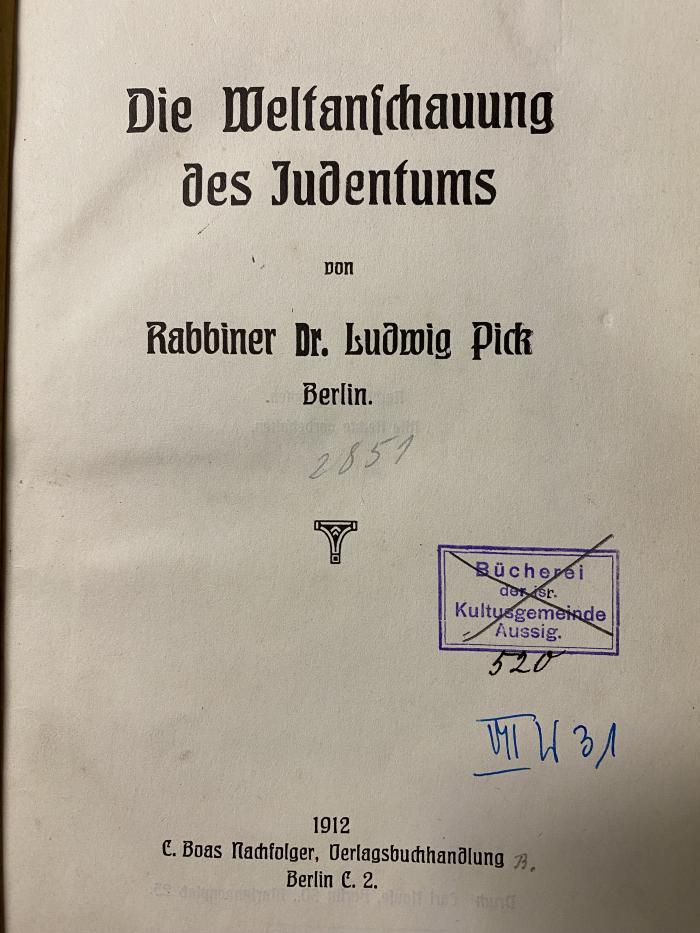 Die Weltanſchauung
des Judentums
von
Rabbiner Dr. Ludwig Pick
Berlin.
2851
Bücherei
der isr.
Kultusgemeinde
Aussig.
520
31
1912
C. Boas Nachfolger, Verlagsbuchhandlung B.
Berlin C. 2.